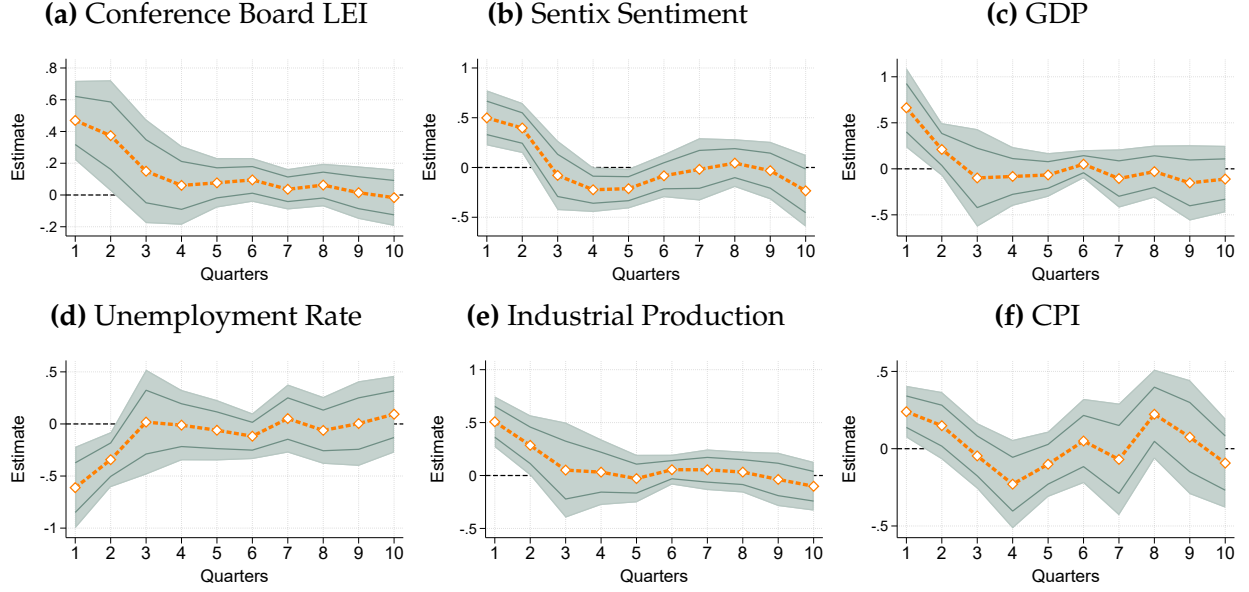 (a) Conference Board LEI
.8
.6
.4
.2
0
-.2
Estimate
1 2 3 4 5 6 7 8 9 10
Quarters
(b) Sentix Sentiment
1
.5
0
-.5
Estimate
1 2 3 4 5 6 7 8 9 10
Quarters
(c) GDP
1
.5
0
-.5
Estimate
1 2 3 4 5 6 7 8 9 10
Quarters
(d) Unemployment Rate
.5
0
-.5
-1
Estimate
1 2 3 4 5 6 7 8 9 10
Quarters
(e) Industrial Production
1
.5
0
-.5
Estimate
1 2 3 4 5 6 7 8 9 10
Quarters
(f) CPI
.5
0
-.5
Estimate
1 2 3 4 5 6 7 8 9 10
Quarters